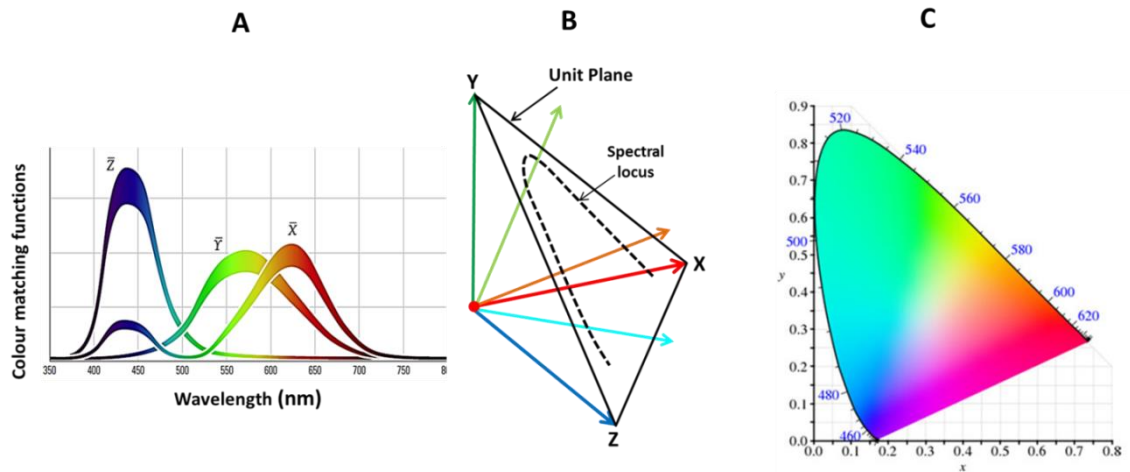 A
B
C
Colour matching functions
Z̅
Y̅
X̅
350 400 450 500 550 600 650 700 750 8
Wavelength (nm)
Y
Unit Plane
Spectral
locus
X
Z
0.9
0.8
0.7
0.6
0.5
0.4
0.3
0.2
0.1
0.0
y
520
540
560
500
580
600
620
480
460
0.0 0.1 0.2 0.3 0.4 0.5 0.6 0.7 0.8
x